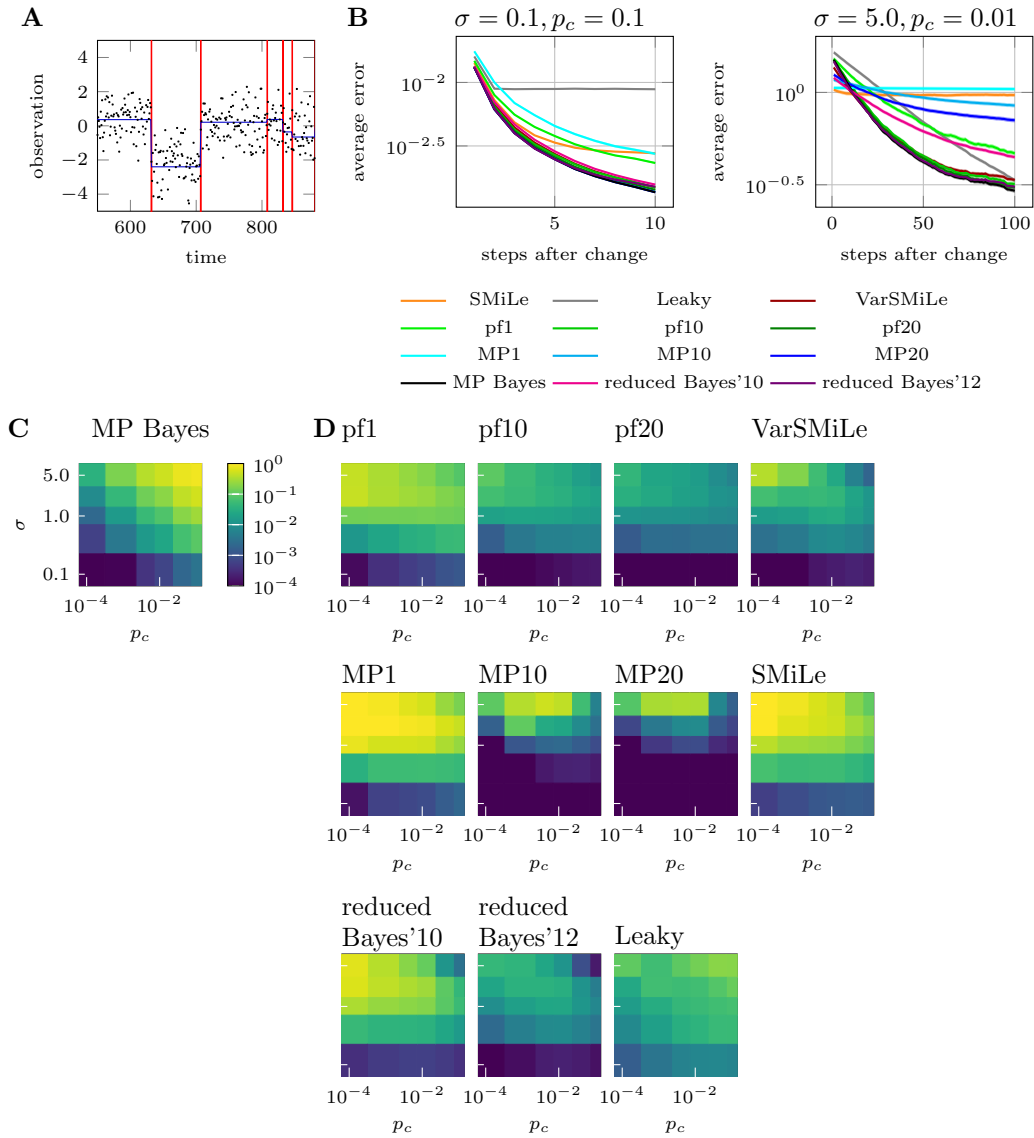 A
4
2
0
−2
−4
observation
600
700
800
time
B
σ = 0.1, p_c = 0.1
average error
10^−2
10^−2.5
5
10
steps after change
σ = 5.0, p_c = 0.01
average error
10^0
10^−0.5
0
50
100
steps after change
SMiLe Leaky VarSMiLe
pf1 pf10 pf20
MP1 MP10 MP20
MP Bayes reduced Bayes'10 reduced Bayes'12
C MP Bayes
σ
5.0
1.0
0.1
10^−4 10^−2
p_c
10^0
10^−1
10^−2
10^−3
10^−4
D pf1 pf10 pf20 VarSMiLe
10^−4 10^−2 10^−4 10^−2 10^−4 10^−2 10^−4 10^−2
p_c p_c p_c p_c
MP1 MP10 MP20 SMiLe
10^−4 10^−2 10^−4 10^−2 10^−4 10^−2 10^−4 10^−2
p_c p_c p_c p_c
reduced reduced
Bayes'10 Bayes'12 Leaky
10^−4 10^−2 10^−4 10^−2 10^−4 10^−2
p_c p_c p_c